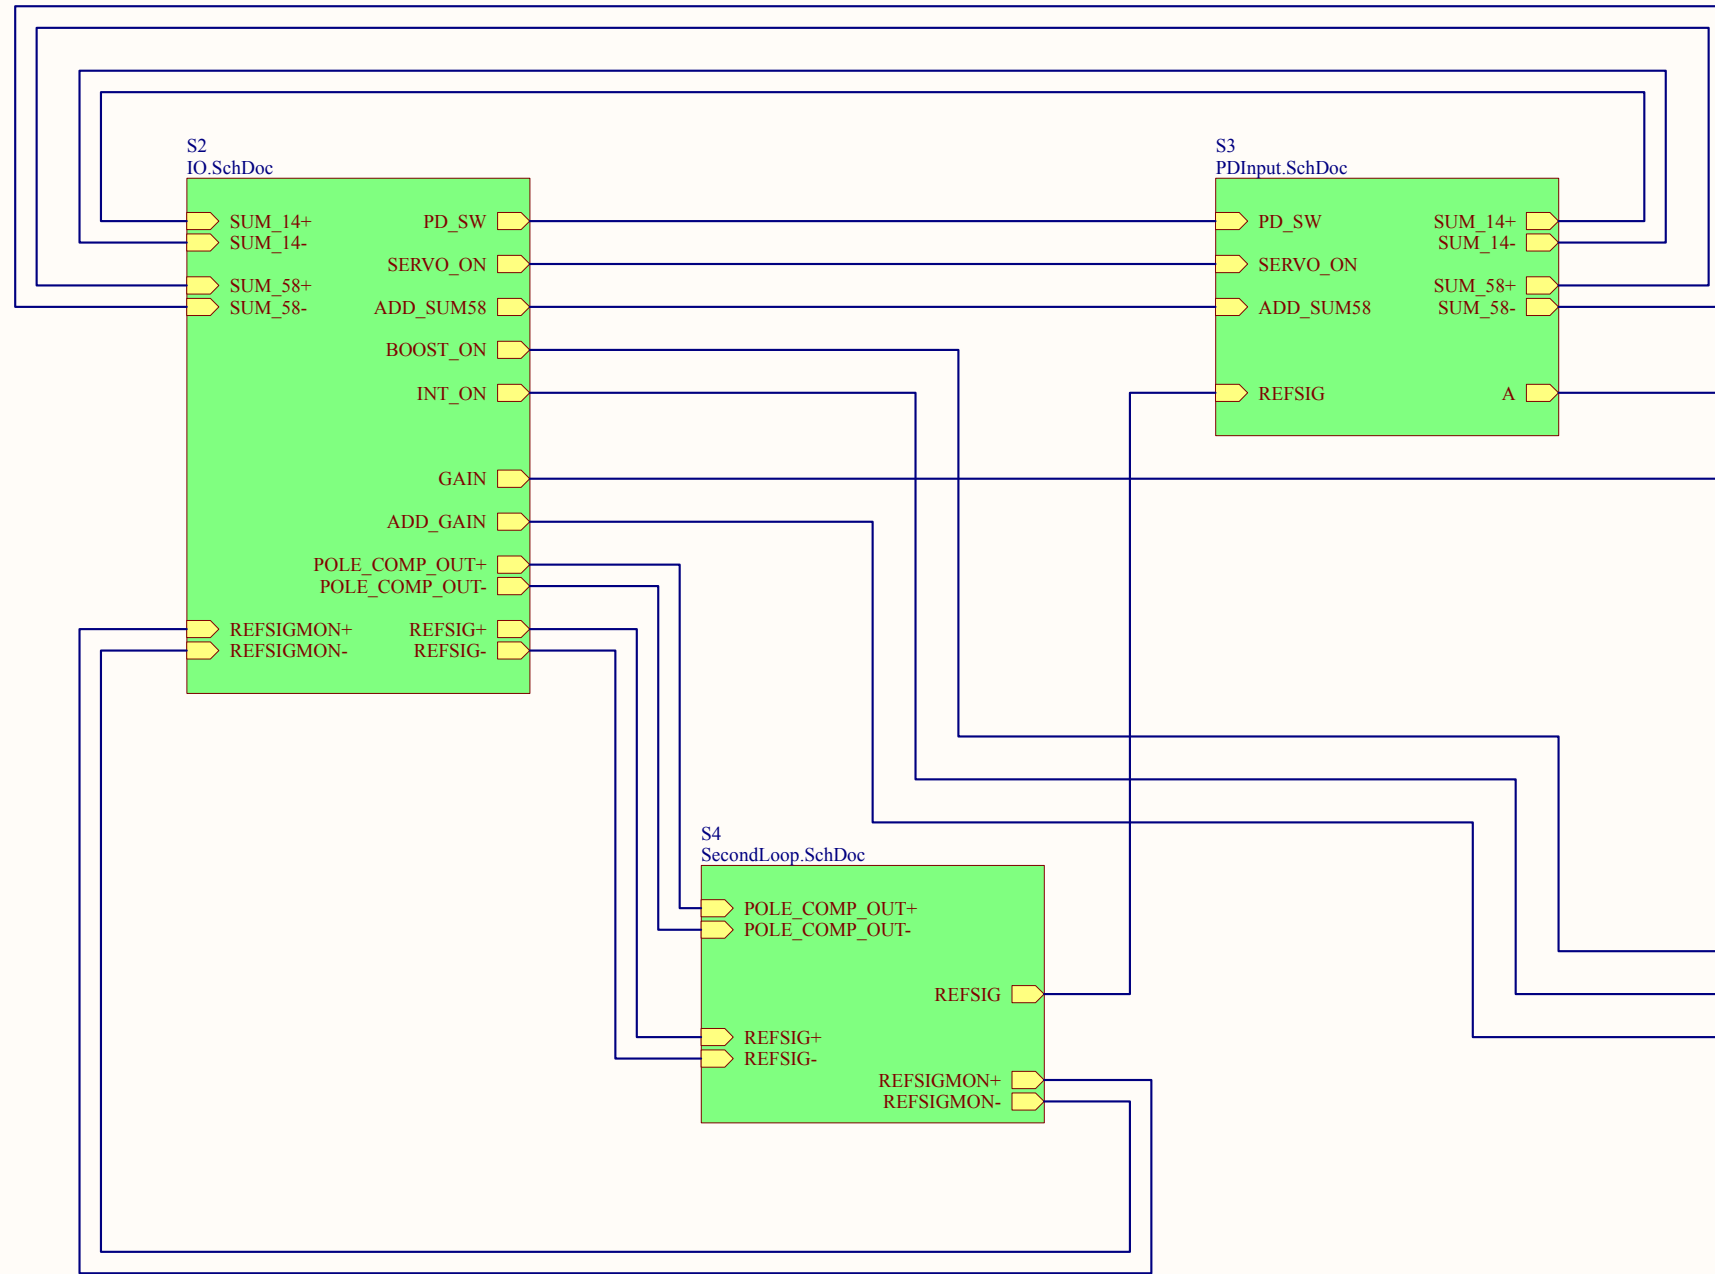 S2
IO.SchDoc
SUM_14+
SUM_14-
SUM_58+
SUM_58-
PD_SW
SERVO_ON
ADD_SUM58
BOOST_ON
INT_ON
GAIN
ADD_GAIN
POLE_COMP_OUT+
POLE_COMP_OUT-
REFSIGMON+
REFSIGMON-
REFSIG+
REFSIG-
S3
PDInput.SchDoc
PD_SW
SERVO_ON
ADD_SUM58
REFSIG
SUM_14+
SUM_14-
SUM_58+
SUM_58-
A
S4
SecondLoop.SchDoc
POLE_COMP_OUT+
POLE_COMP_OUT-
REFSIG
REFSIG+
REFSIG-
REFSIGMON+
REFSIGMON-